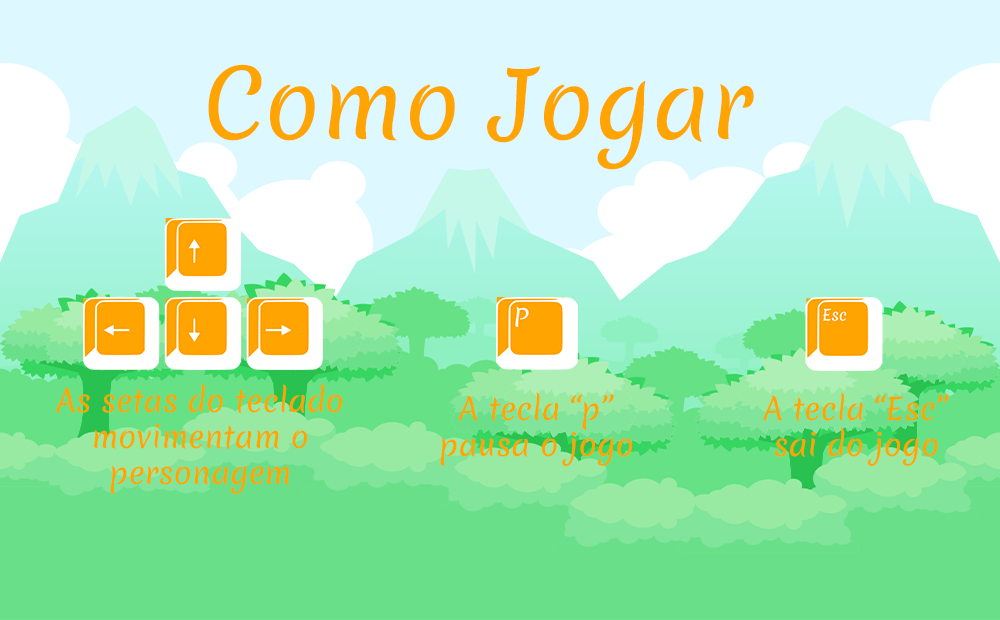 Como Jogar
↑
← ↓ →
P
Esc
As setas do teclado
movimentam o
personagem
A tecla “p”
pausa o jogo
A tecla “Esc”
sai do jogo